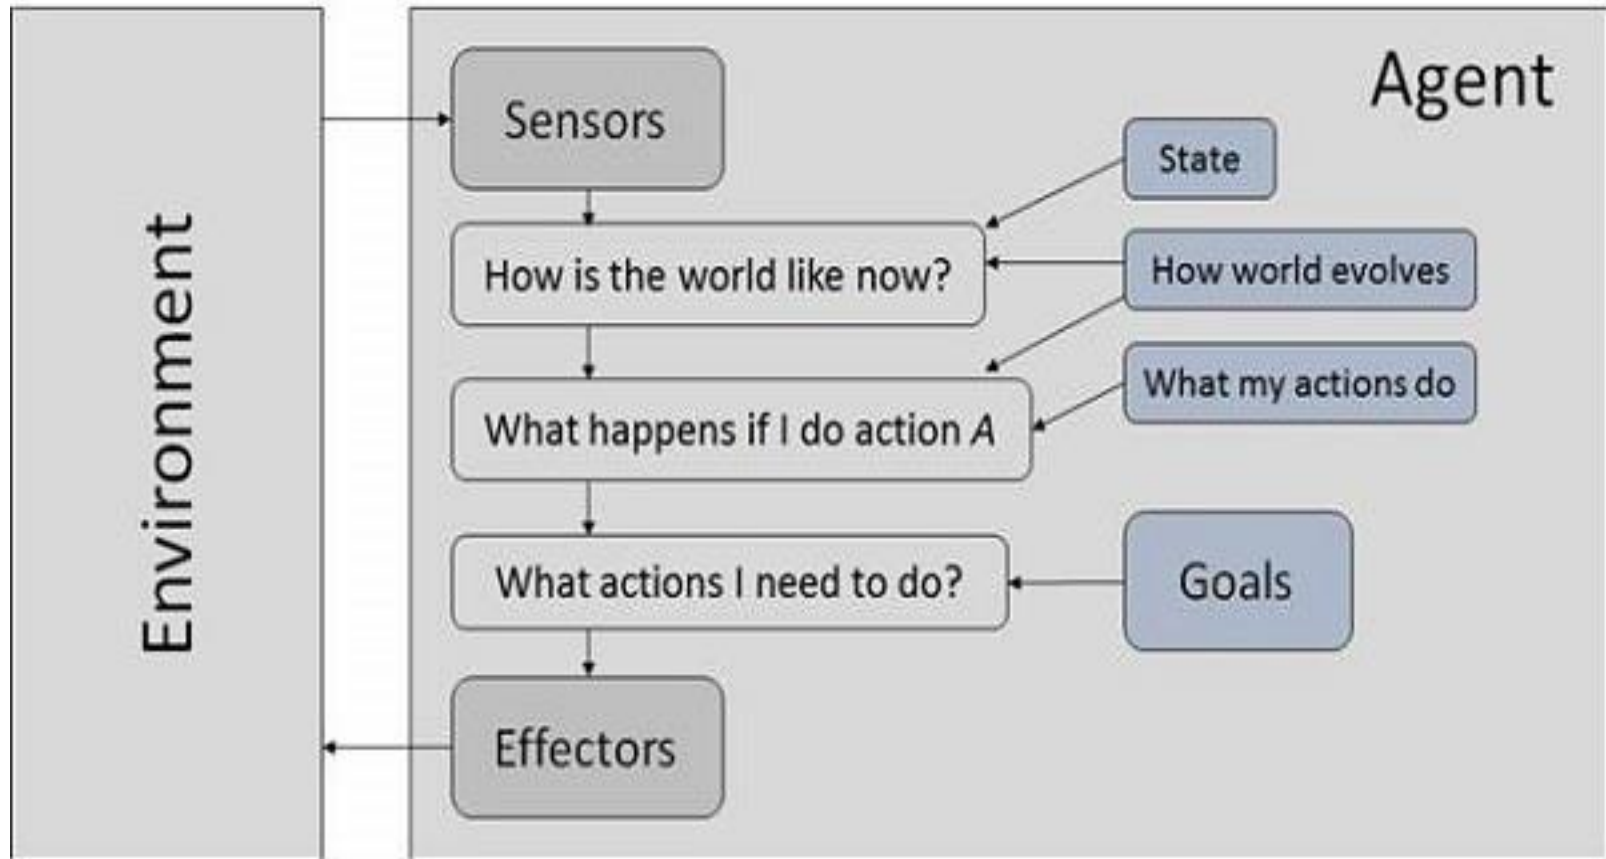 Environment
Agent
Sensors
State
How is the world like now?
How world evolves
What my actions do
What happens if I do action A
What actions I need to do?
Goals
Effectors